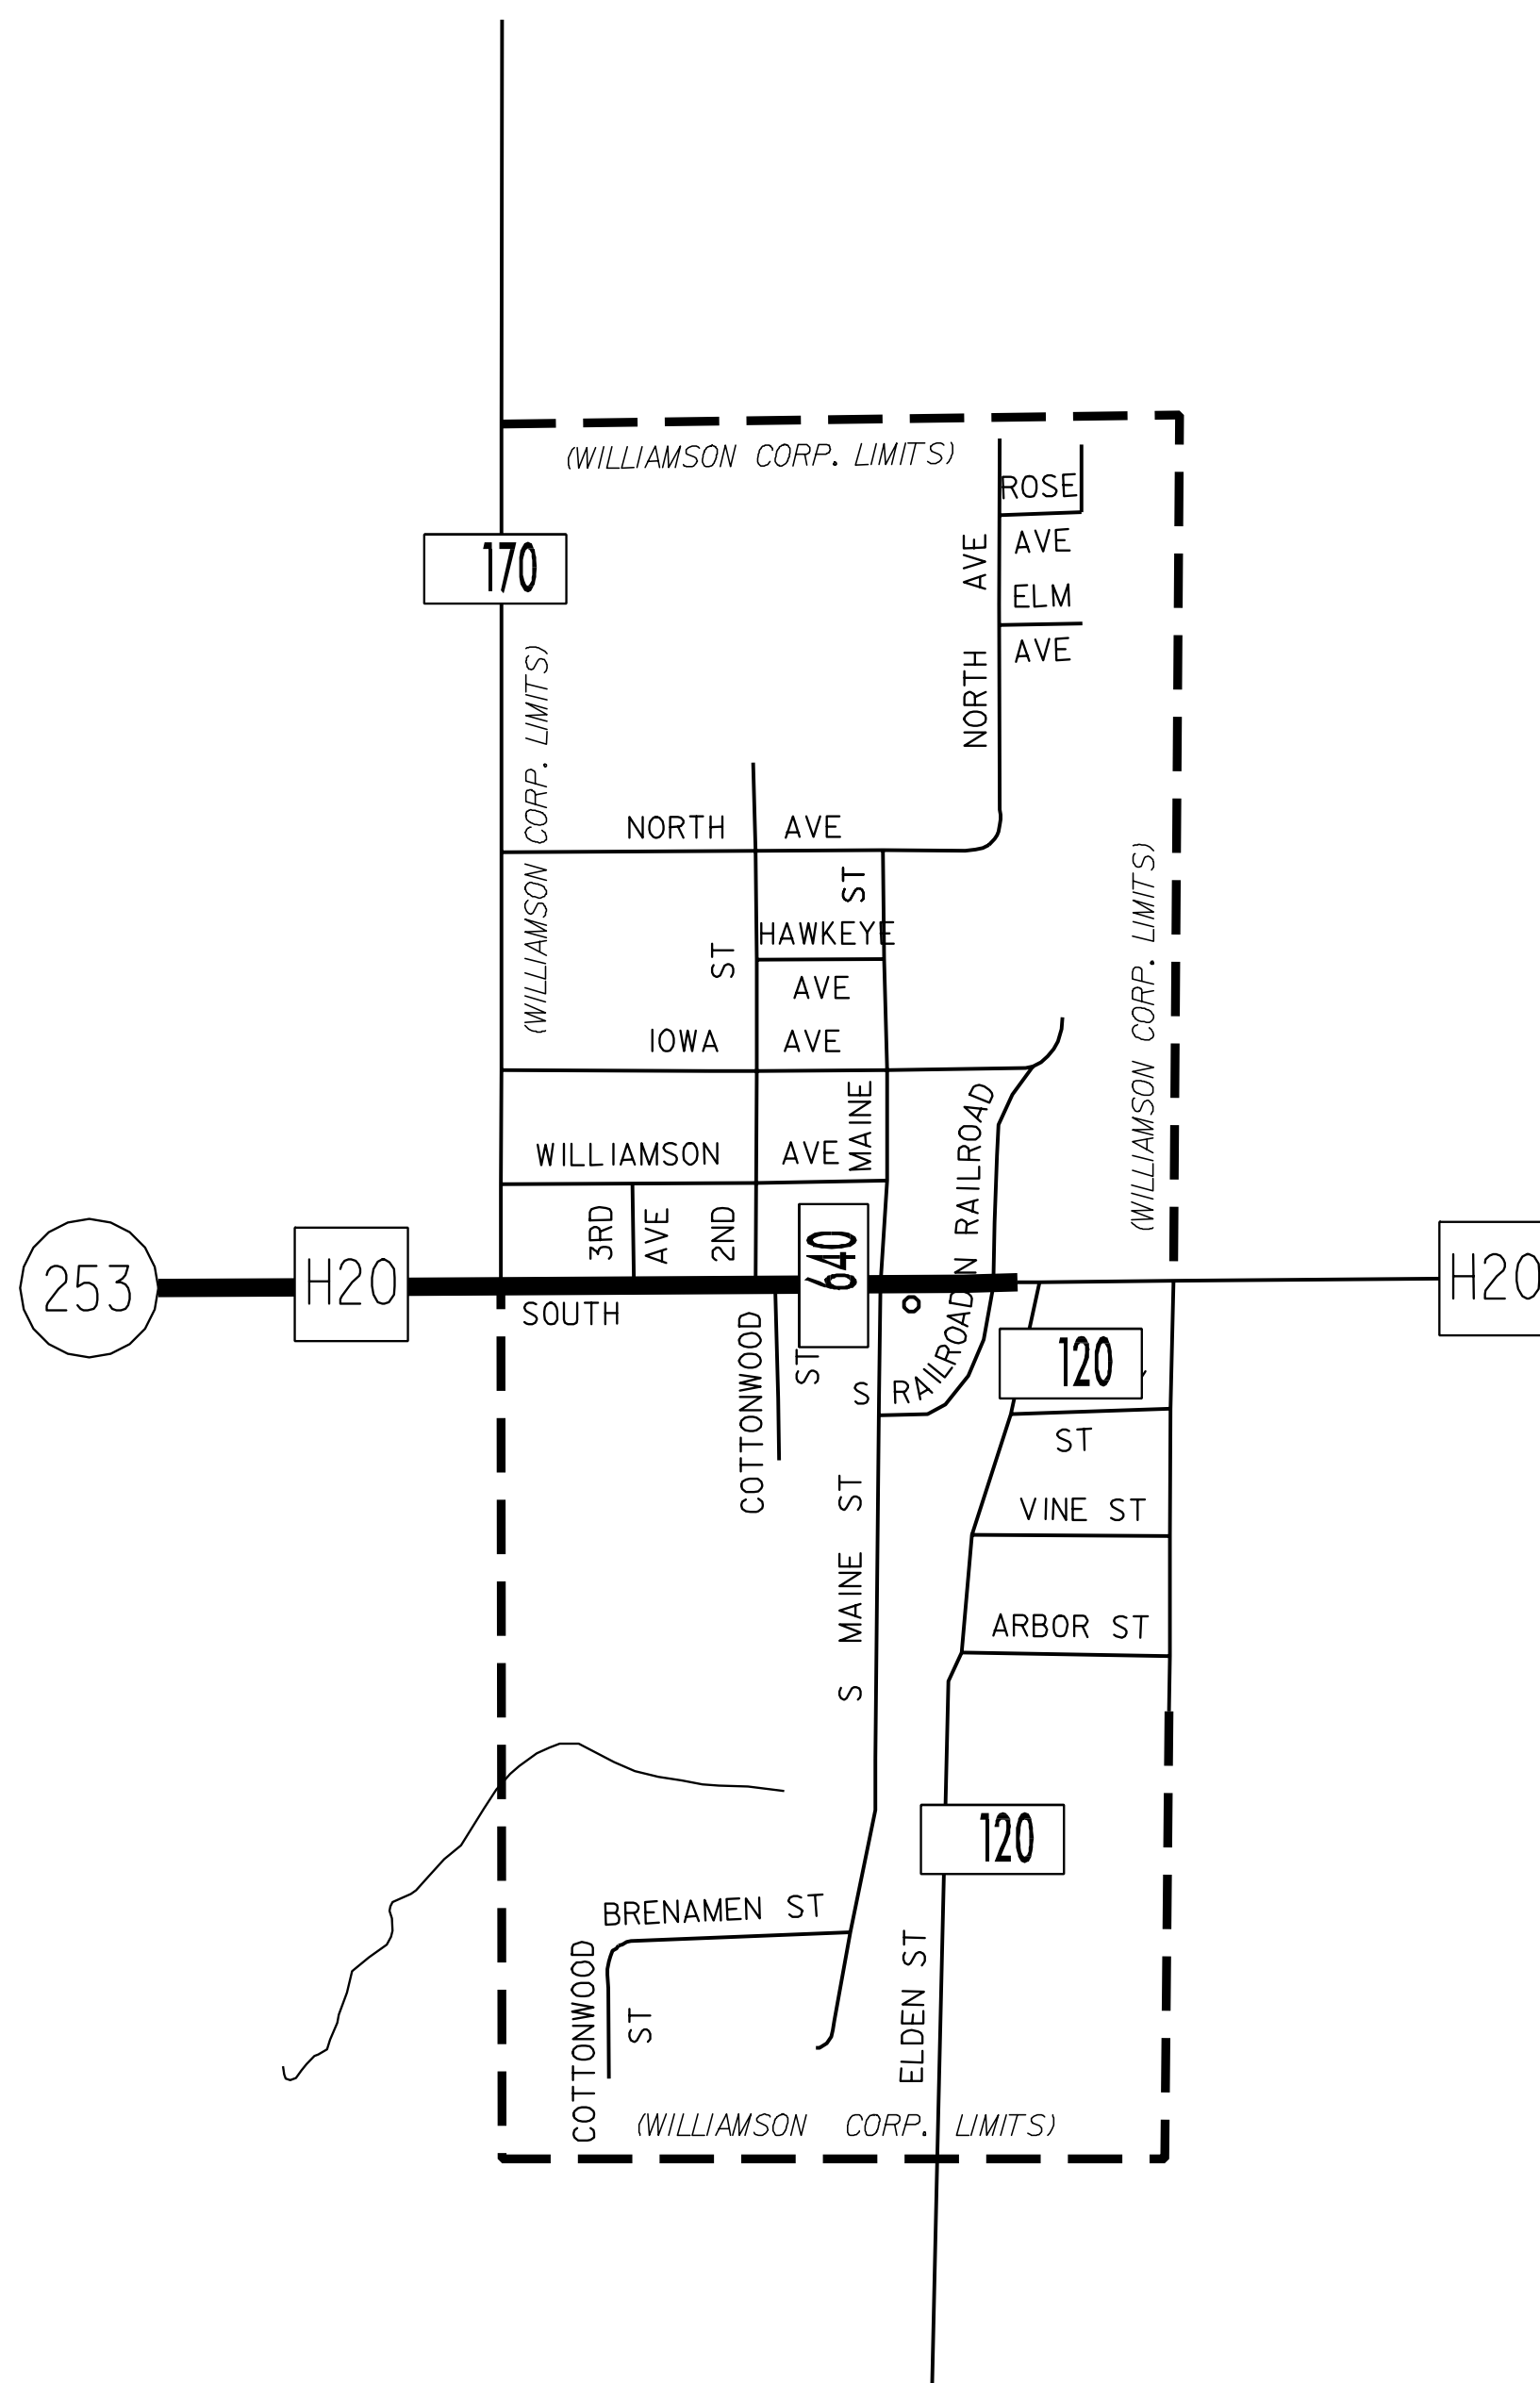 (WILLIAMSON CORP. LIMITS)
ROSE
AVE
ELM
AVE
NORTH AVE
170
(WILLIAMSON CORP. LIMITS)
NORTH AVE
ST
HAWKEYE
AVE
ST
IOWA AVE
MAINE
(WILLIAMSON CORP. LIMITS)
WILLIAMSON AVE
3RD
AVE
2ND
640
N RAILROAD
253
H20
H20
SOUTH
COTTONWOOD
ST
S RAILROAD
120
ST
S MAINE ST
VINE ST
ARBOR ST
120
BRENAMEN ST
COTTONWOOD
ST
ELDEN ST
(WILLIAMSON CORP. LIMITS)